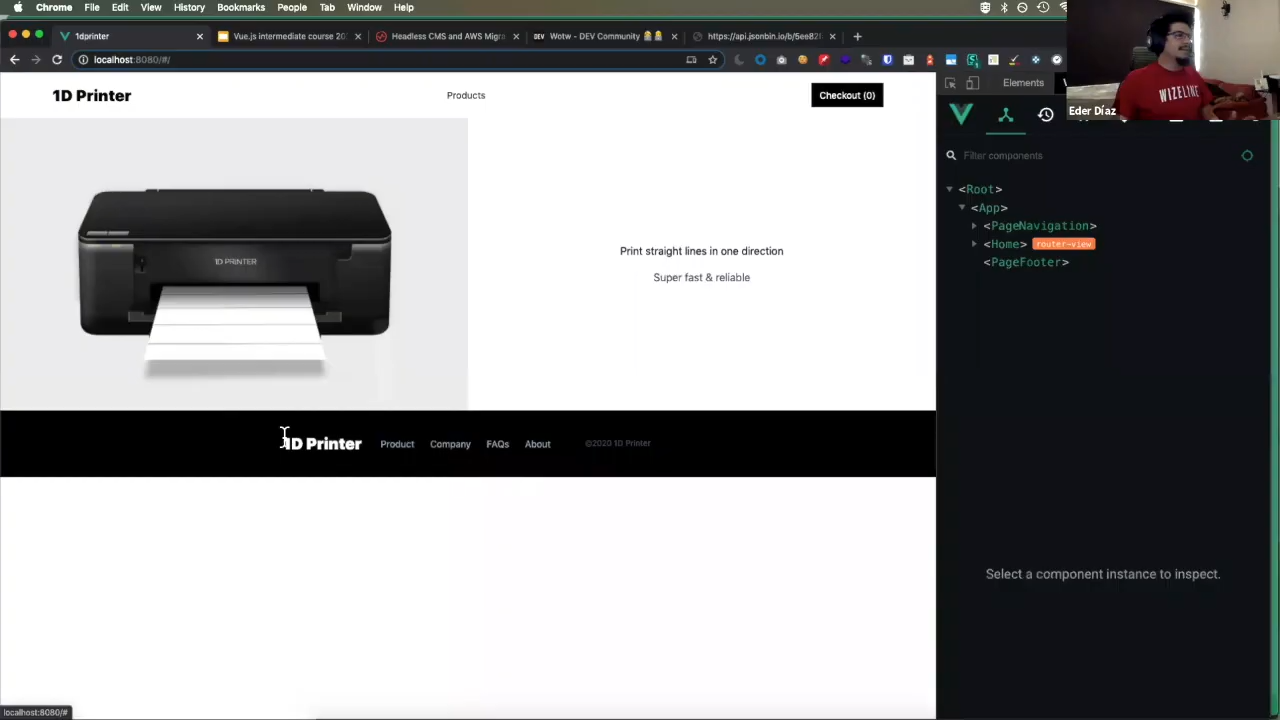 Chrome File Edit View History Bookmarks People Tab Window Help
1dprinter
Vue.js intermediate course 20
Headless CMS and AWS Migra
DEV Wotw - DEV Community
https://api.jsonbin.io/b/5ee82
localhost:8080/#/
WIZELINE
Eder Díaz
1D Printer
Products
Checkout (0)
Elements
Filter components
<Root>
<App>
<PageNavigation>
<Home> router-view
<PageFooter>
1D PRINTER
Print straight lines in one direction
Super fast & reliable
1D Printer Product Company FAQs About ©2020 1D Printer
Select a component instance to inspect.
localhost:8080/#